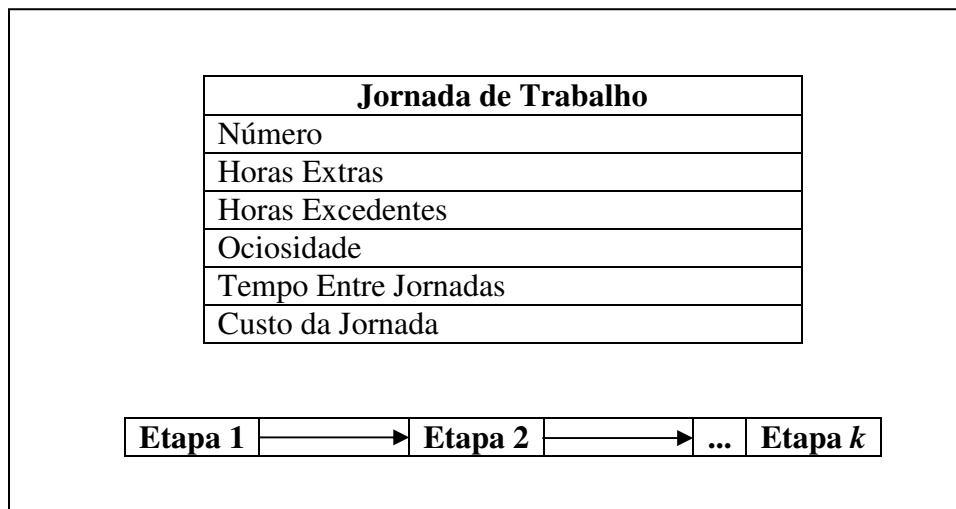 Jornada de Trabalho
Número
Horas Extras
Horas Excedentes
Ociosidade
Tempo Entre Jornadas
Custo da Jornada
Etapa 1 Etapa 2 ... Etapa k